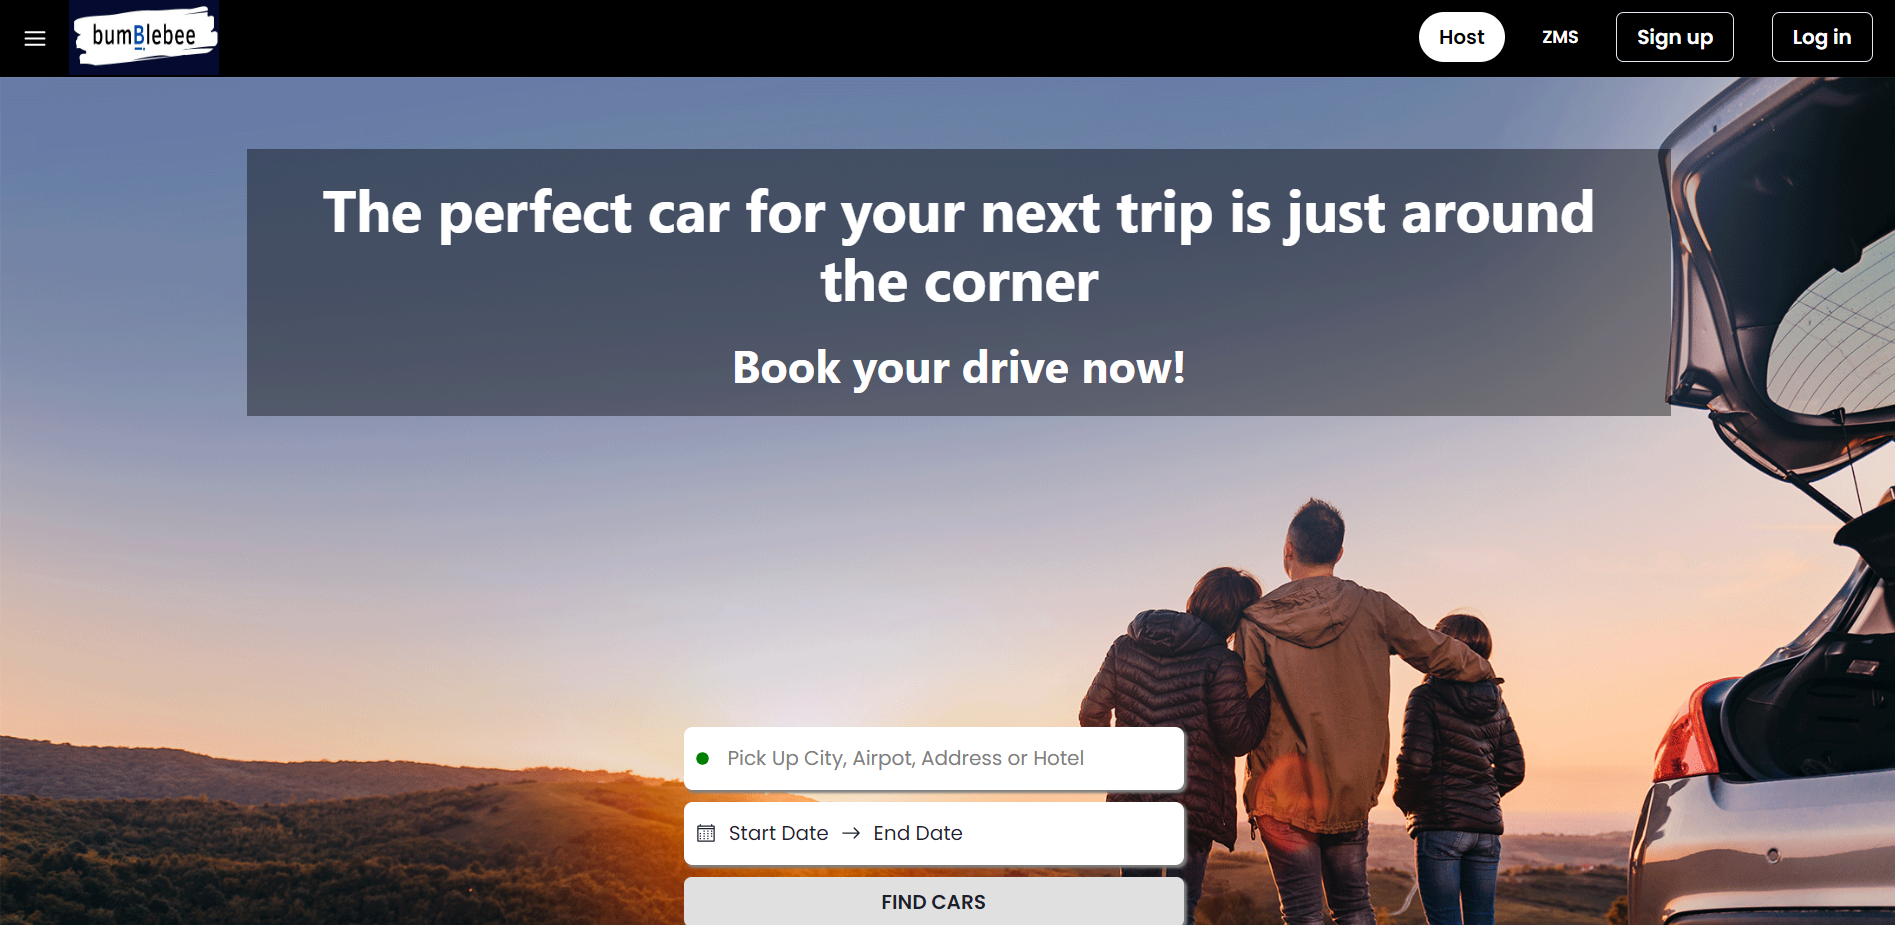 bumBlebee
Host
ZMS
Sign up
Log in
The perfect car for your next trip is just around
the corner
Book your drive now!
Pick Up City, Airpot, Address or Hotel
Start Date → End Date
FIND CARS